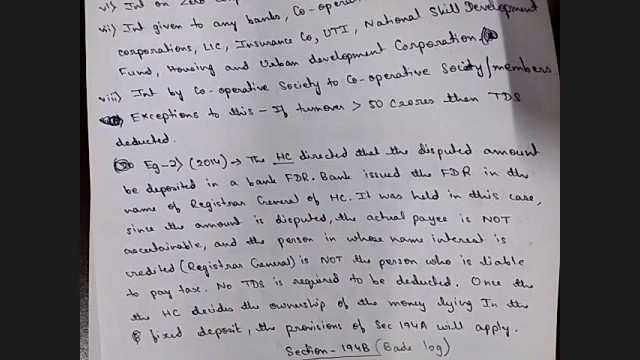 vi) Int on Zero
vii) Int given to any banks, Co-opera
corporations, LIC, Insurance Co, UTI, National Skill Development
Fund, Housing and Urban development Corporation.
viii) Int by Co-operative Society to Co-operative Society/members
Exceptions to this - If turnover > 50 Crores then TDS
deducted.
Eg-2) (2014) → The HC directed that the disputed amount
be deposited in a bank FDR. Bank issued the FDR in the
name of Registrar General of HC. It was held in this case,
since the amount is disputed, the actual payee is NOT
ascertainable, and the person in whose name interest is
credited (Registrar General) is NOT the person who is liable
to pay tax. No TDs is required to be deducted. Once the
the HC decides the ownership of the money lying In the
fixed deposit, the provisions of Sec 194A will apply.
Section - 194B (Bade log)